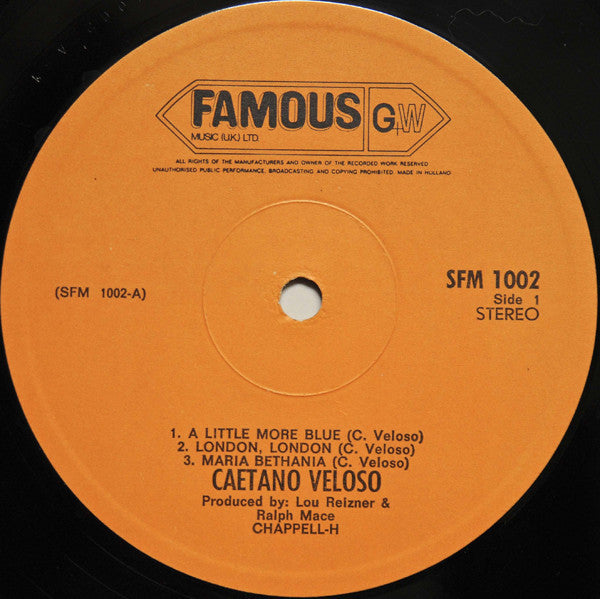 FAMOUS GW
MUSIC (U.K.) LTD.
ALL RIGHTS OF THE MANUFACTURERS AND OWNER OF THE RECORDED WORK RESERVED
UNAUTHORISED PUBLIC PERFORMANCE, BROADCASTING AND COPYING PROHIBITED. MADE IN HOLLAND
(SFM 1002-A)
SFM 1002
Side 1
STEREO
1. A LITTLE MORE BLUE (C. Veloso)
2. LONDON, LONDON (C. Veloso)
3. MARIA BETHANIA (C. Veloso)
CAETANO VELOSO
Produced by: Lou Reizner &
Ralph Mace
CHAPPELL-H